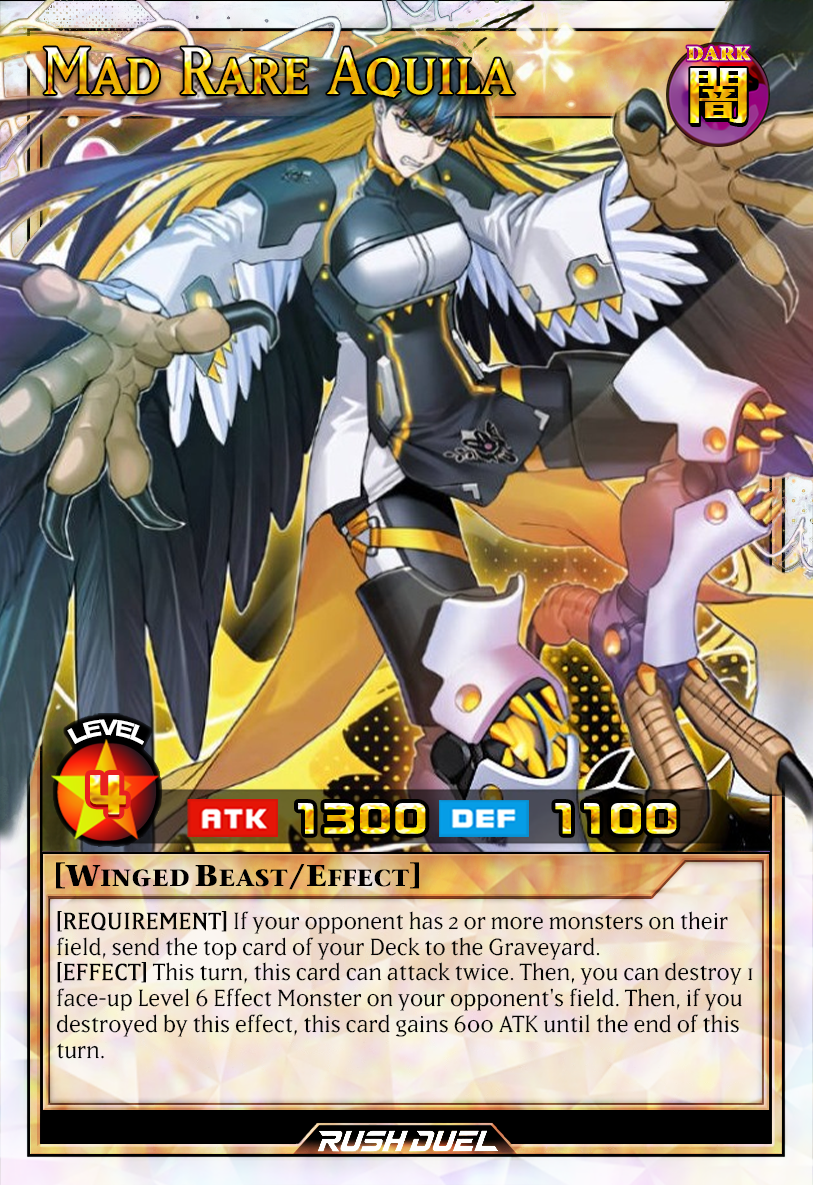 Mad Rare Aquila
DARK
闇
LEVEL
4
ATK 1300 DEF 1100
[Winged Beast/Effect]
[REQUIREMENT] If your opponent has 2 or more monsters on their
field, send the top card of your Deck to the Graveyard.
[EFFECT] This turn, this card can attack twice. Then, you can destroy 1
face-up Level 6 Effect Monster on your opponent's field. Then, if you
destroyed by this effect, this card gains 600 ATK until the end of this
turn.
RUSH DUEL